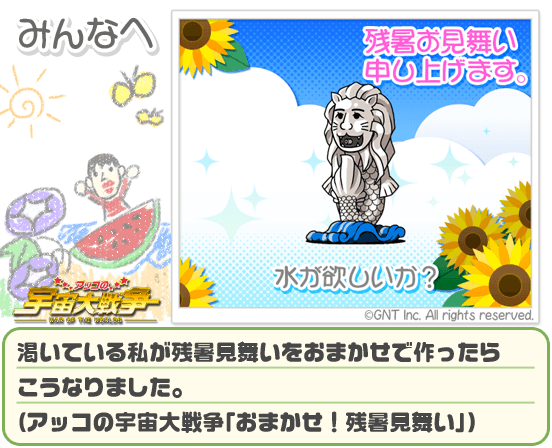 みんなへ
残暑お見舞い
申し上げます。
水が欲しいか？
©GNT Inc. All rights reserved.
アッコの
宇宙大戦争
WAR OF THE WORLDS
渇いている私が残暑見舞いをおまかせで作ったら
こうなりました。
(アッコの宇宙大戦争「おまかせ！残暑見舞い」)